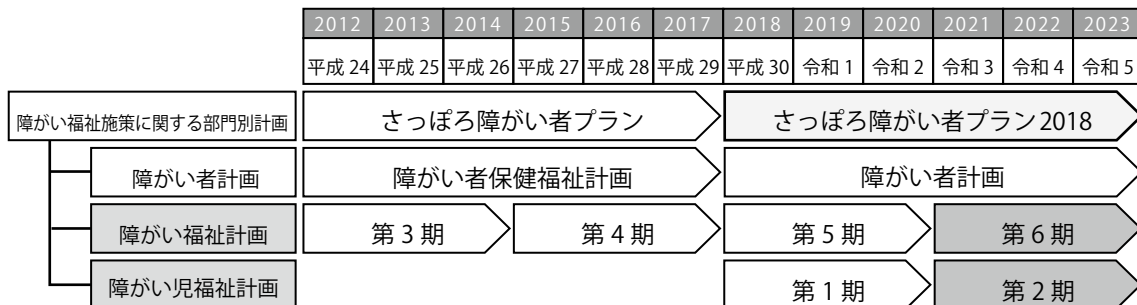 2012 2013 2014 2015 2016 2017 2018 2019 2020 2021 2022 2023
平成 24 平成 25 平成 26 平成 27 平成 28 平成 29 平成 30 令和 1 令和 2 令和 3 令和 4 令和 5
障がい福祉施策に関する部門別計画 さっぽろ障がい者プラン さっぽろ障がい者プラン 2018
障がい者計画 障がい者保健福祉計画 障がい者計画
障がい福祉計画 第 3 期 第 4 期 第 5 期 第 6 期
障がい児福祉計画 第 1 期 第 2 期